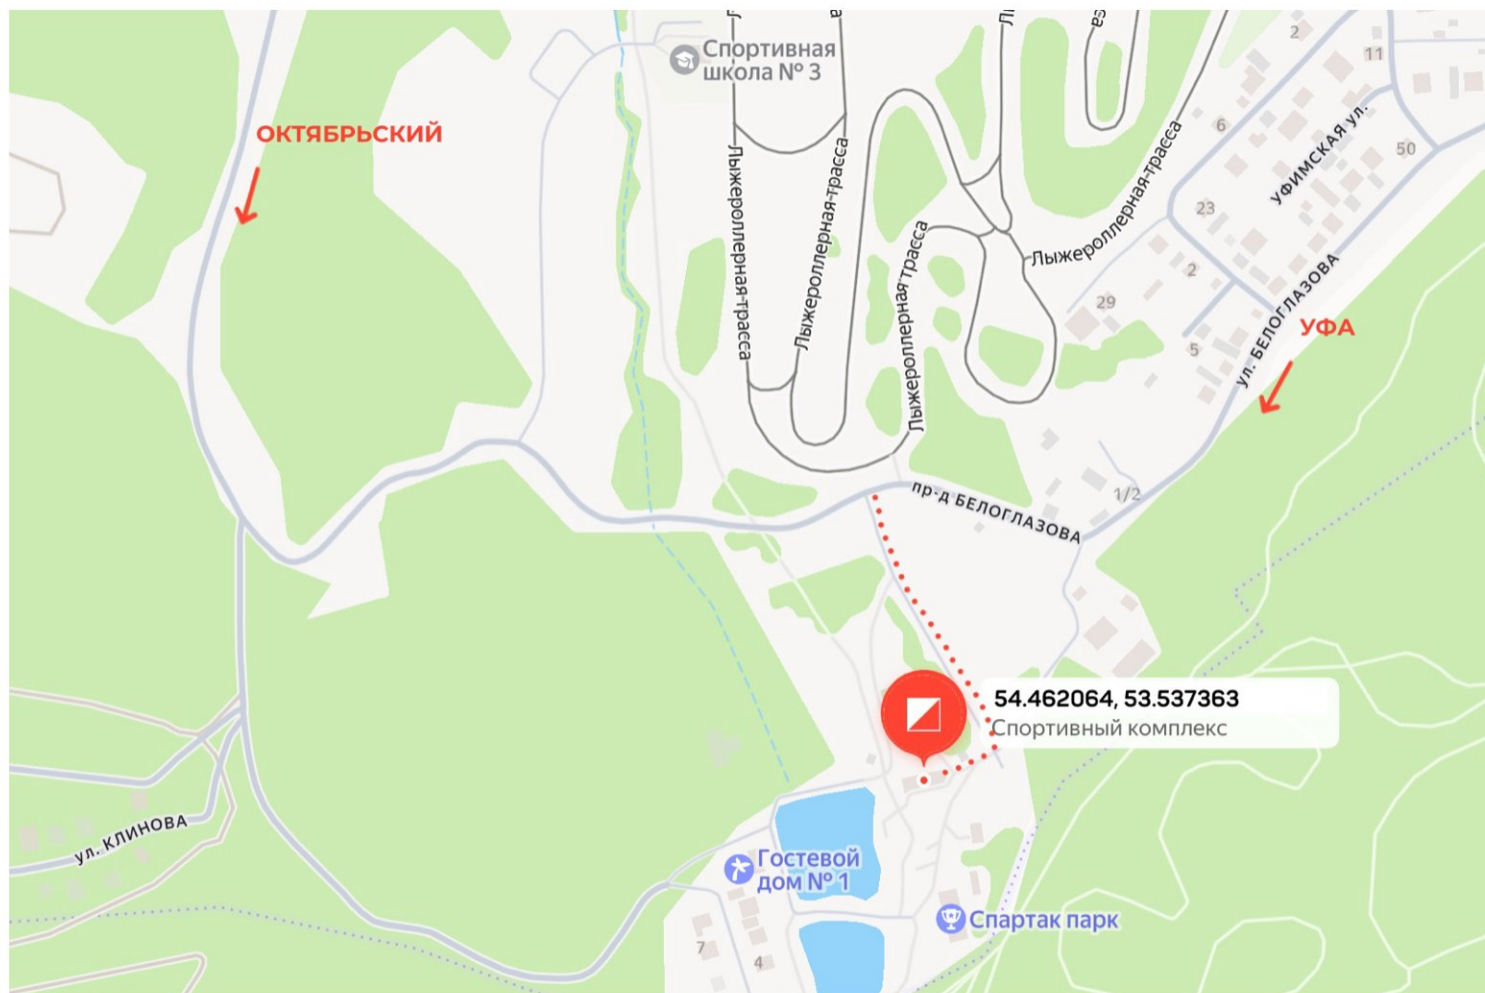 Спортивная
школа № 3
2
11
ОКТЯБРЬСКИЙ
6
50
УФИМСКАЯ ул.
Лыжероллерная-трасса
Лыжероллерная-трасса
Лыжероллерная-трасса
Лыжероллерная трасса
23
2
29
5
ул. БЕЛОГЛАЗОВА
УФА
пр-д БЕЛОГЛАЗОВА
1/2
54.462064, 53.537363
Спортивный комплекс
ул. КЛИНОВА
Гостевой
дом № 1
Спартак парк
7
4